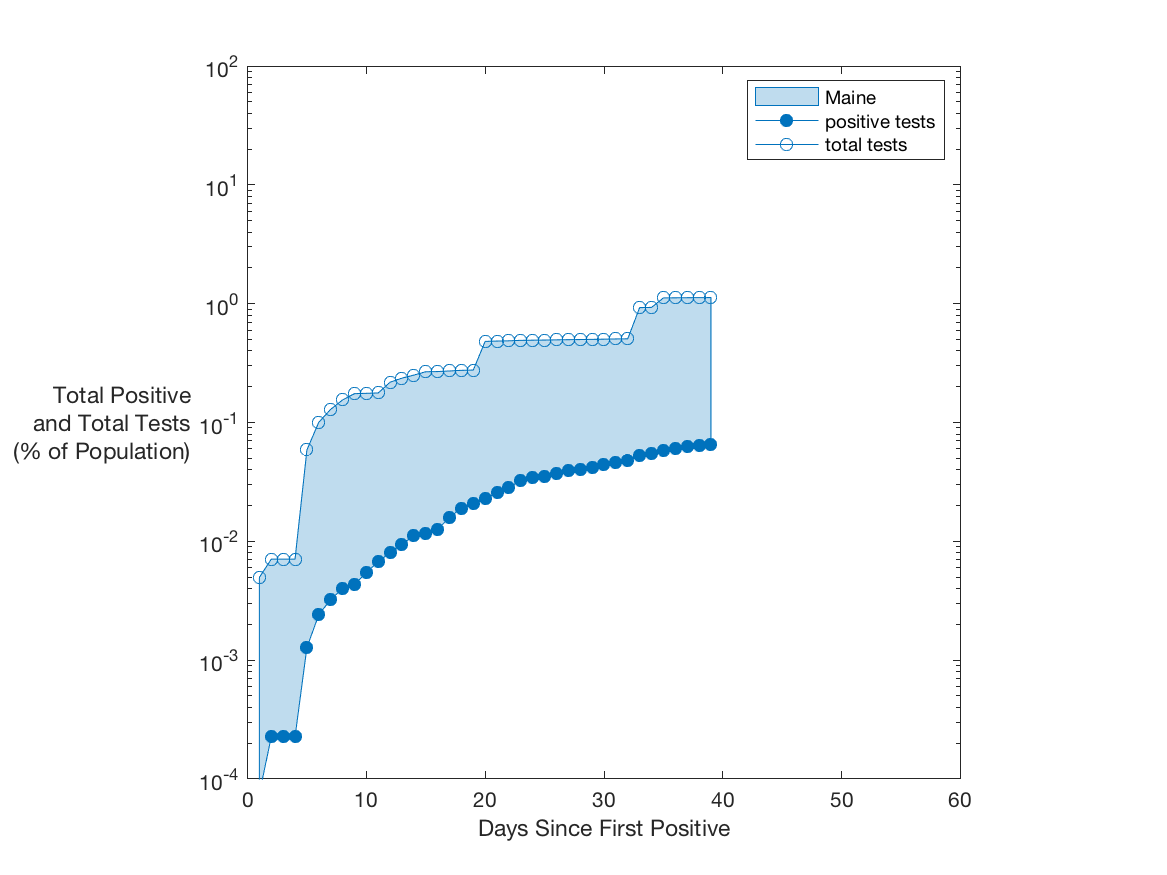 10^2
10^1
10^0
10^-1
10^-2
10^-3
10^-4
Total Positive
and Total Tests
(% of Population)
Maine
positive tests
total tests
0 10 20 30 40 50 60
Days Since First Positive